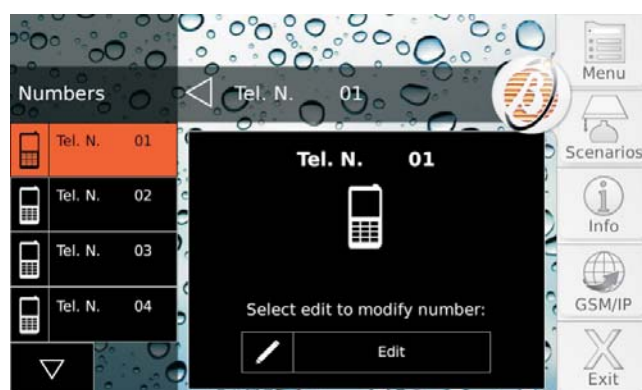 Numbers
Tel. N. 01
Tel. N. 01
Tel. N. 02
Tel. N. 03
Tel. N. 04
Tel. N. 01
Select edit to modify number:
Edit
Menu
Scenarios
Info
GSM/IP
Exit
B